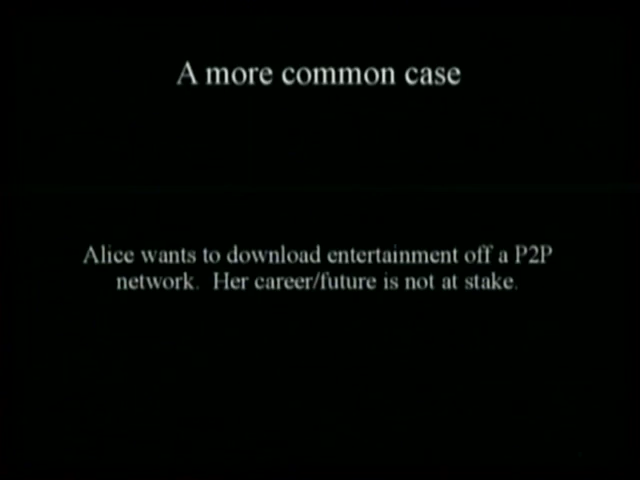 A more common case
Alice wants to download entertainment off a P2P
network. Her career/future is not at stake.